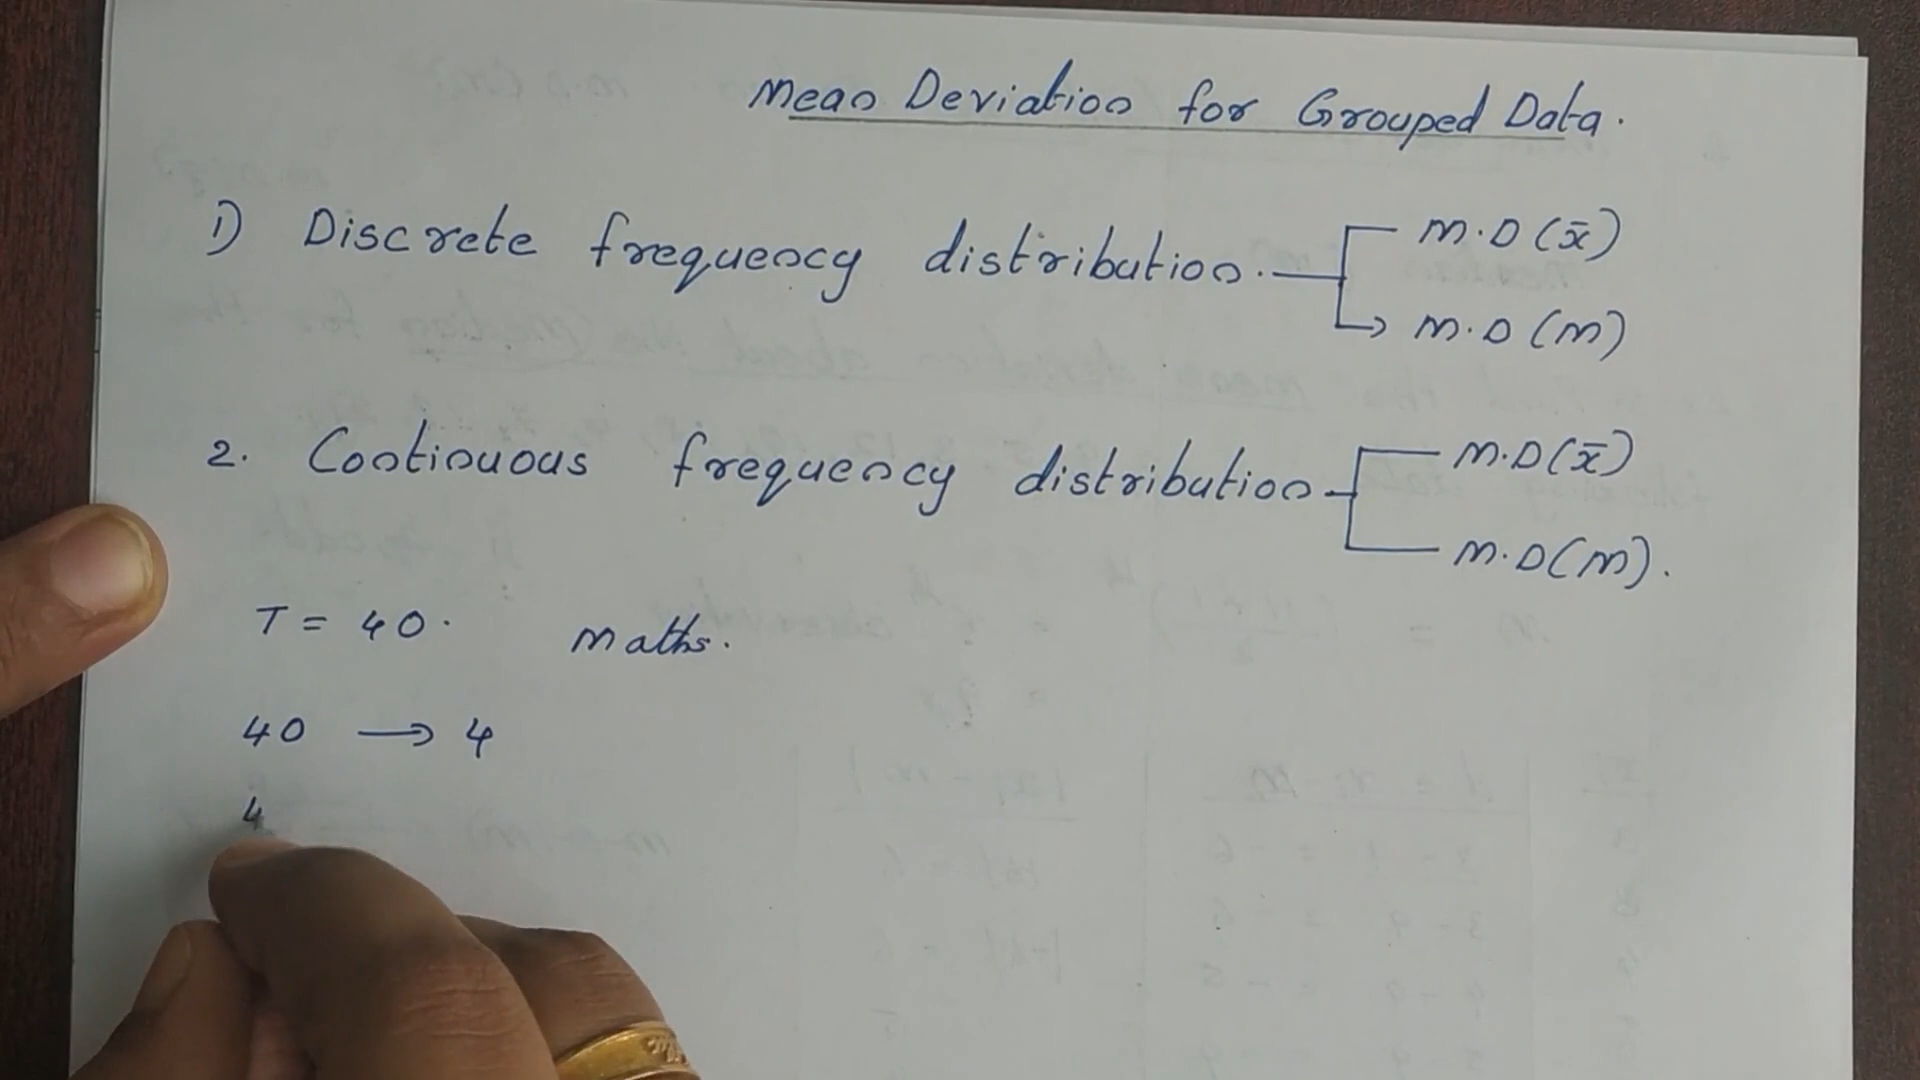 Mean Deviation for Grouped Data.
1) Discrete frequency distribution. M.D (x̄)
→ M.D (M)
2. Continuous frequency distribution M.D(x̄)
M.D(M).
T = 40. maths.
40 → 4
4